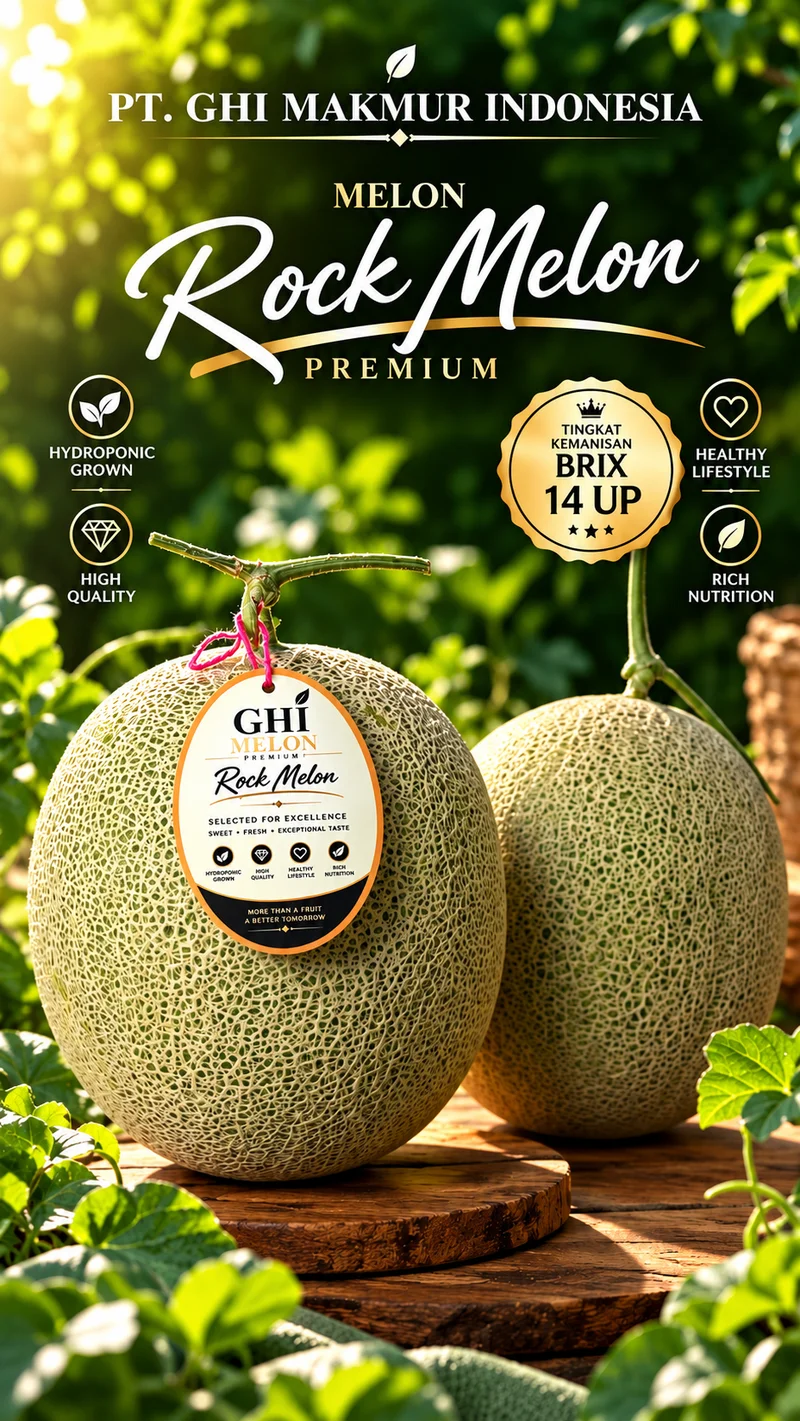 PT. GHI MAKMUR INDONESIA
MELON
Rock Melon
PREMIUM
HYDROPONIC
GROWN
HIGH
QUALITY
TINGKAT
KEMANISAN
BRIX
14 UP
HEALTHY
LIFESTYLE
RICH
NUTRITION
GHI
MELON
PREMIUM
Rock Melon
SELECTED FOR EXCELLENCE
SWEET • FRESH • EXCEPTIONAL TASTE
HYDROPONIC
GROWN
HIGH
QUALITY
HEALTHY
LIFESTYLE
RICH
NUTRITION
MORE THAN A FRUIT
A BETTER TOMORROW